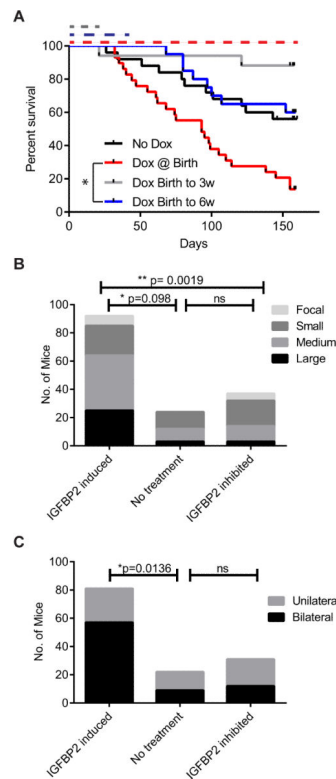 A
Percent survival
100
80
60
40
20
0
0
50
100
150
Days
*
No Dox
Dox @ Birth
Dox Birth to 3w
Dox Birth to 6w
B
** p= 0.0019
* p=0.098
ns
No. of Mice
100
80
60
40
20
0
Focal
Small
Medium
Large
IGFBP2 induced
No treatment
IGFBP2 inhibited
C
*p=0.0136
ns
No. of Mice
100
80
60
40
20
0
Unilateral
Bilateral
IGFBP2 induced
No treatment
IGFBP2 inhibited